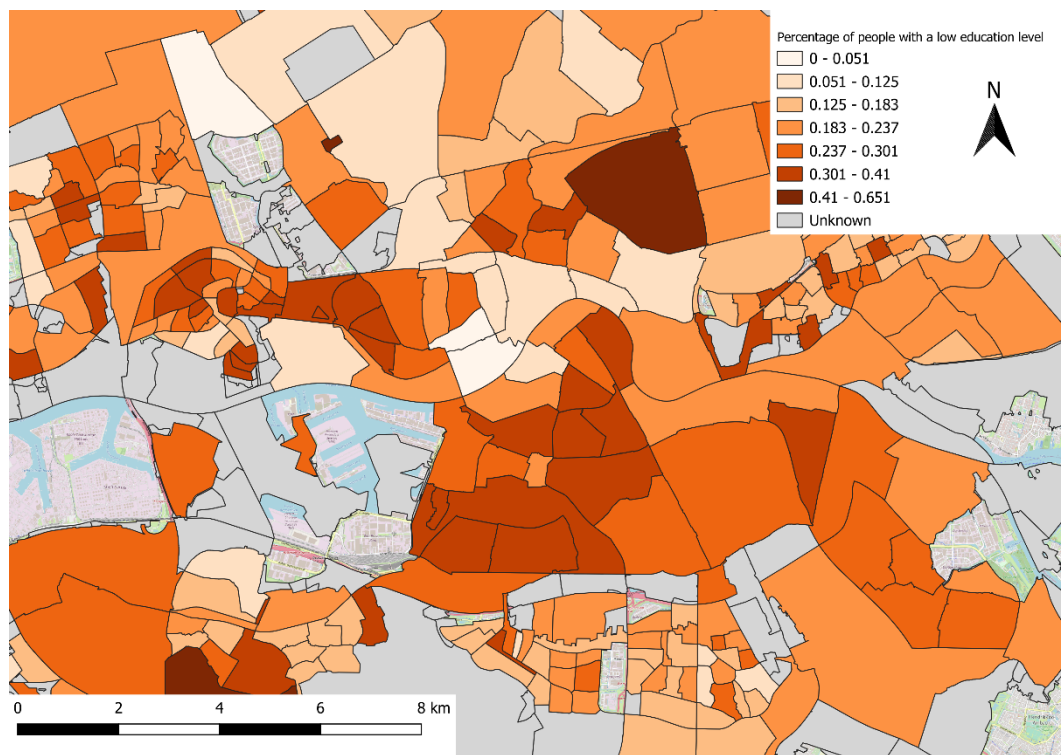 Percentage of people with a low education level
0 - 0.051
0.051 - 0.125
0.125 - 0.183
0.183 - 0.237
0.237 - 0.301
0.301 - 0.41
0.41 - 0.651
Unknown
N
0 2 4 6 8 km